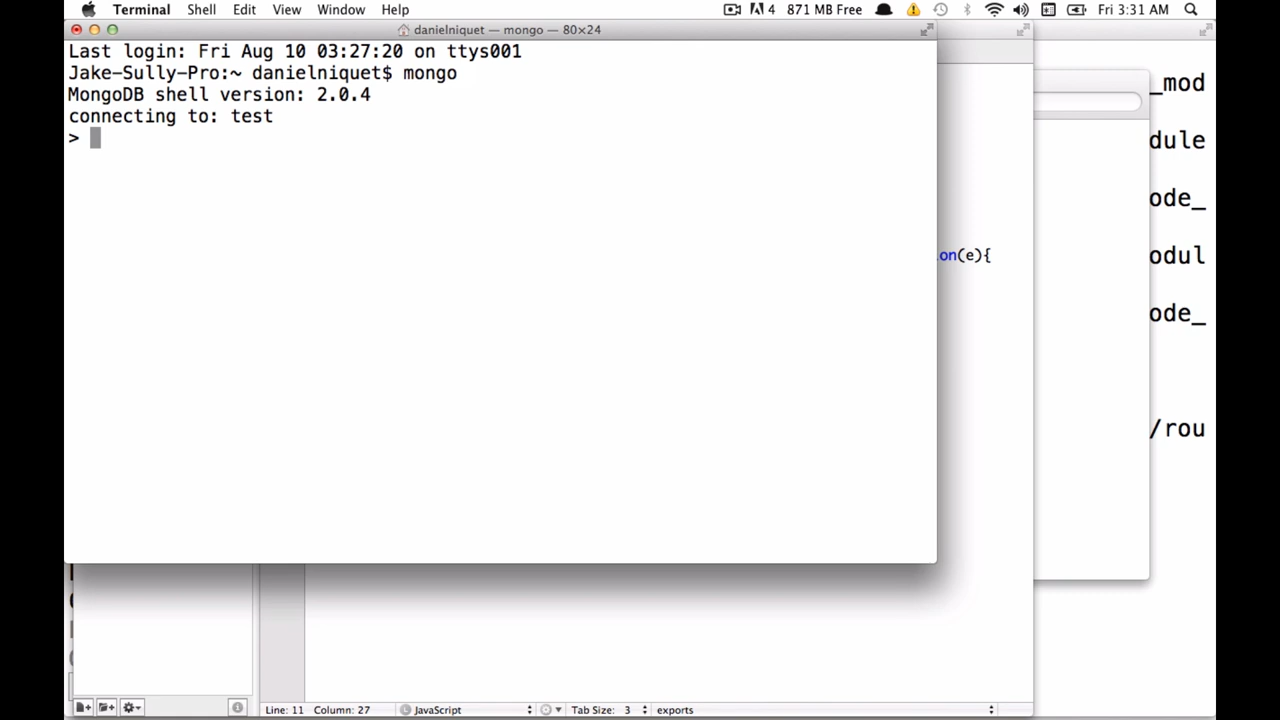 Terminal Shell Edit View Window Help 4 871 MB Free Fri 3:31 AM
danielniquet — mongo — 80×24
Last login: Fri Aug 10 03:27:20 on ttys001
Jake-Sully-Pro:~ danielniquet$ mongo
MongoDB shell version: 2.0.4
connecting to: test
>
_mod
dule
ode_
on(e){
odul
ode_
/rou
Line: 11 Column: 27 JavaScript Tab Size: 3 exports